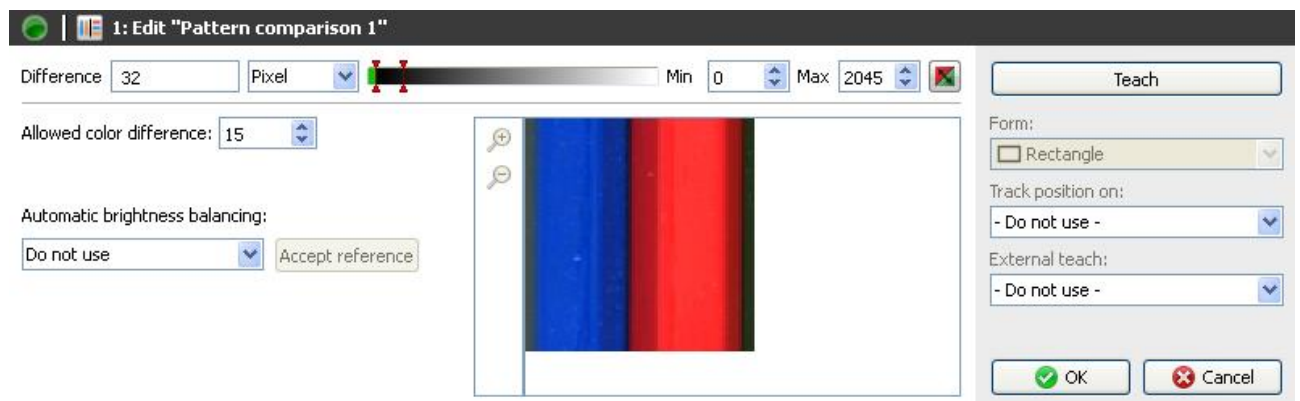 1: Edit "Pattern comparison 1"
Difference 32 Pixel Min 0 Max 2045
Teach
Allowed color difference: 15
Form:
Rectangle
Track position on:
Automatic brightness balancing:
- Do not use -
Do not use Accept reference
External teach:
- Do not use -
OK Cancel